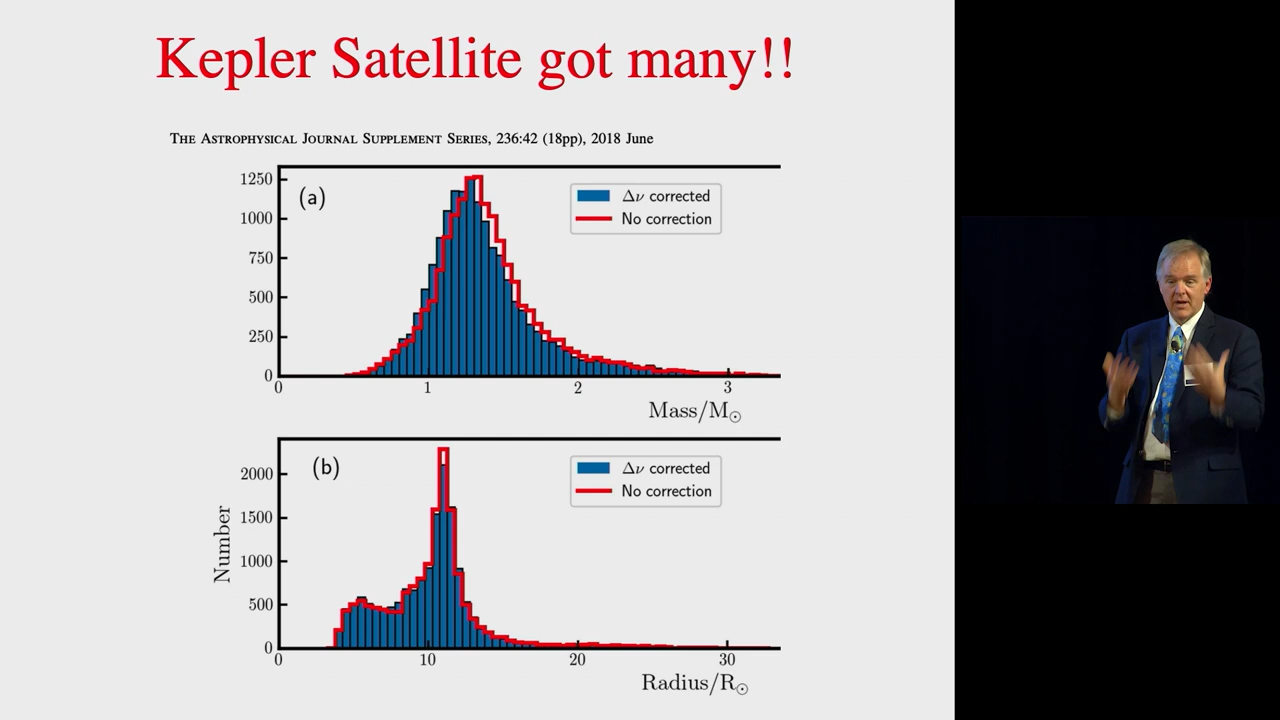 Kepler Satellite got many!!
The Astrophysical Journal Supplement Series, 236:42 (18pp), 2018 June
(a)
Δν corrected
No correction
1250
1000
750
500
250
0
0 1 2 3
Mass/M☉
(b)
Δν corrected
No correction
Number
2000
1500
1000
500
0
0 10 20 30
Radius/R☉